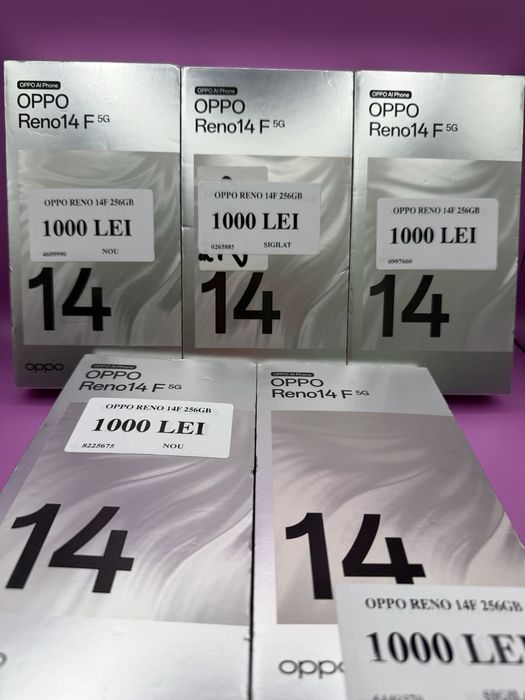 OPPO AI Phone
OPPO
Reno14 F 5G
OPPO RENO 14F 256GB
1000 LEI
4609990 NOU
14
oppo
OPPO AI Phone
OPPO
Reno14 F 5G
OPPO RENO 14F 256GB
1000 LEI
0265885 SIGILAT
14
OPPO AI Phone
OPPO
Reno14 F 5G
OPPO RENO 14F 256GB
1000 LEI
0997660
14
OPPO AI Phone
OPPO
Reno14 F 5G
OPPO RENO 14F 256GB
1000 LEI
8225675 NOU
14
OPPO AI Phone
OPPO
Reno14 F 5G
14
OPPO RENO 14F 256GB
1000 LEI
oppo